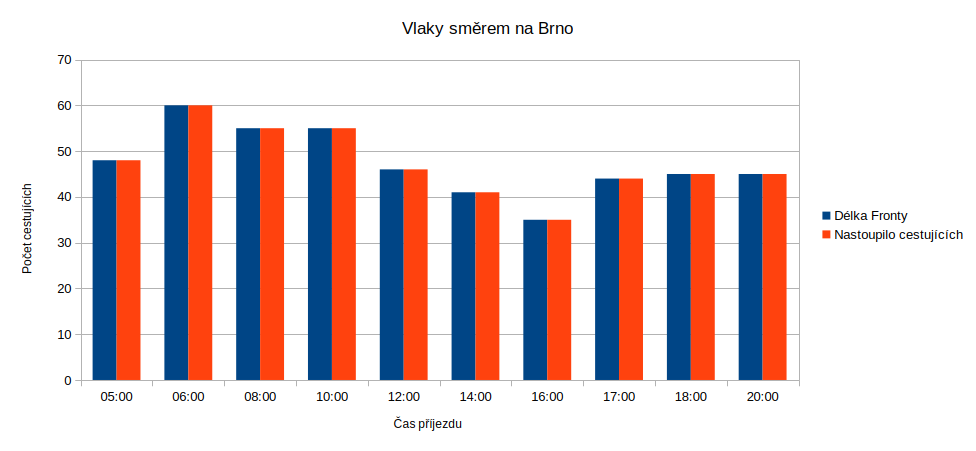 Vlaky směrem na Brno
70
60
50
40
30
20
10
0
Počet cestujících
05:00 06:00 08:00 10:00 12:00 14:00 16:00 17:00 18:00 20:00
Čas příjezdu
Délka Fronty
Nastoupilo cestujících